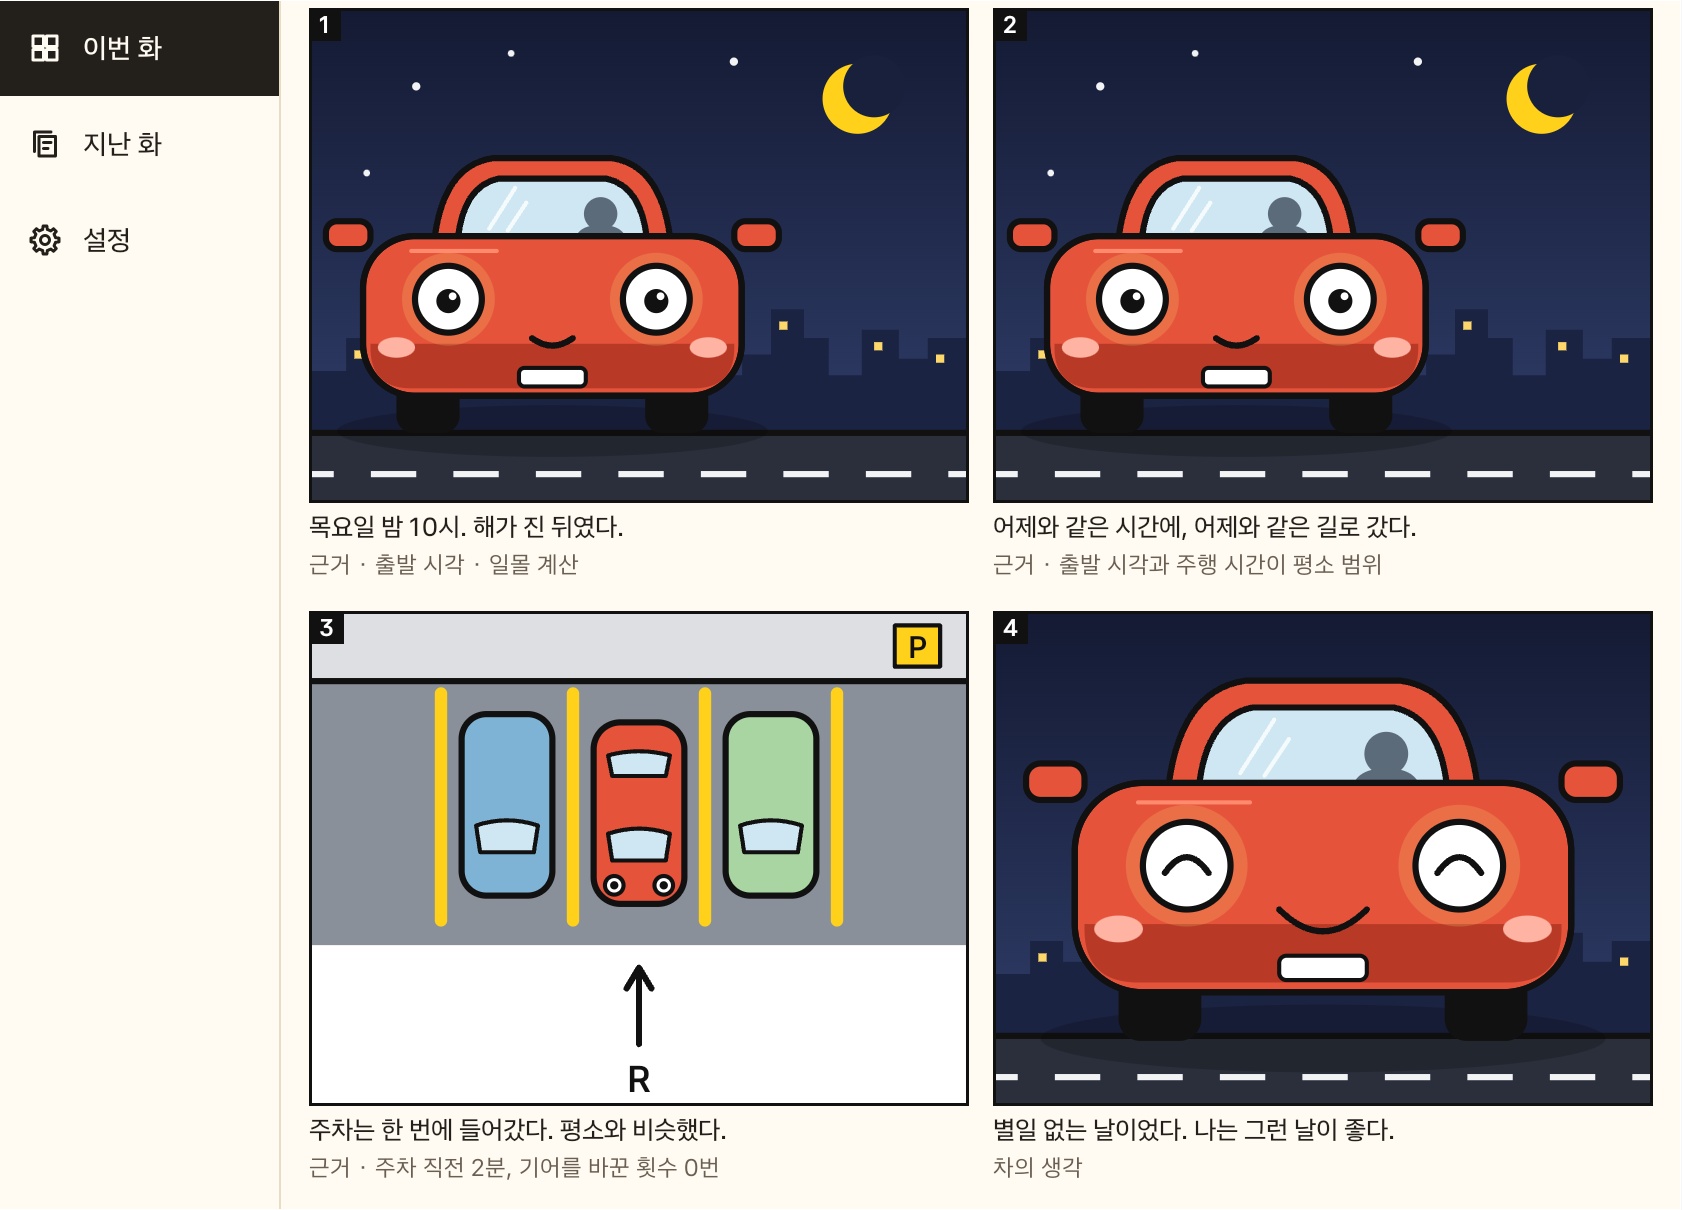 이번 화
지난 화
설정
1
목요일 밤 10시. 해가 진 뒤였다.
근거 · 출발 시각 · 일몰 계산
2
어제와 같은 시간에, 어제와 같은 길로 갔다.
근거 · 출발 시각과 주행 시간이 평소 범위
3
P
R
주차는 한 번에 들어갔다. 평소와 비슷했다.
근거 · 주차 직전 2분, 기어를 바꾼 횟수 0번
4
별일 없는 날이었다. 나는 그런 날이 좋다.
차의 생각